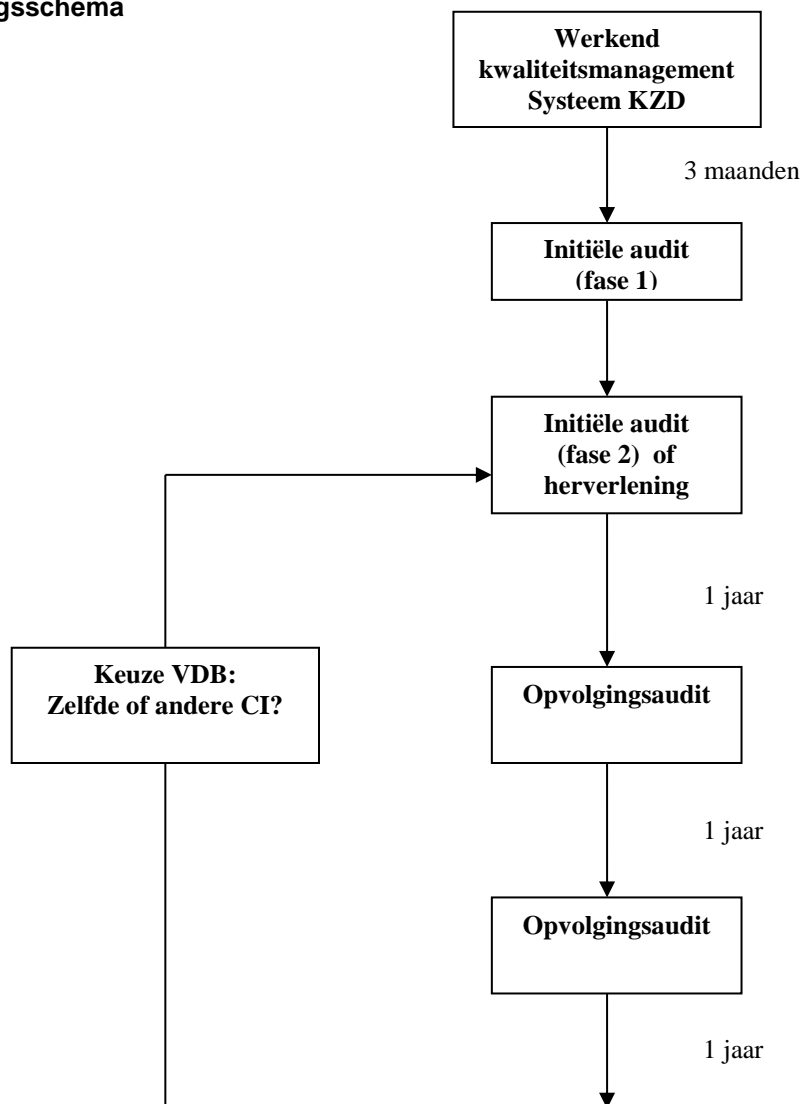 gsschema
Werkend
kwaliteitsmanagement
Systeem KZD
3 maanden
Initiële audit
(fase 1)
Initiële audit
(fase 2) of
herverlening
1 jaar
Keuze VDB:
Zelfde of andere CI?
Opvolgingsaudit
1 jaar
Opvolgingsaudit
1 jaar